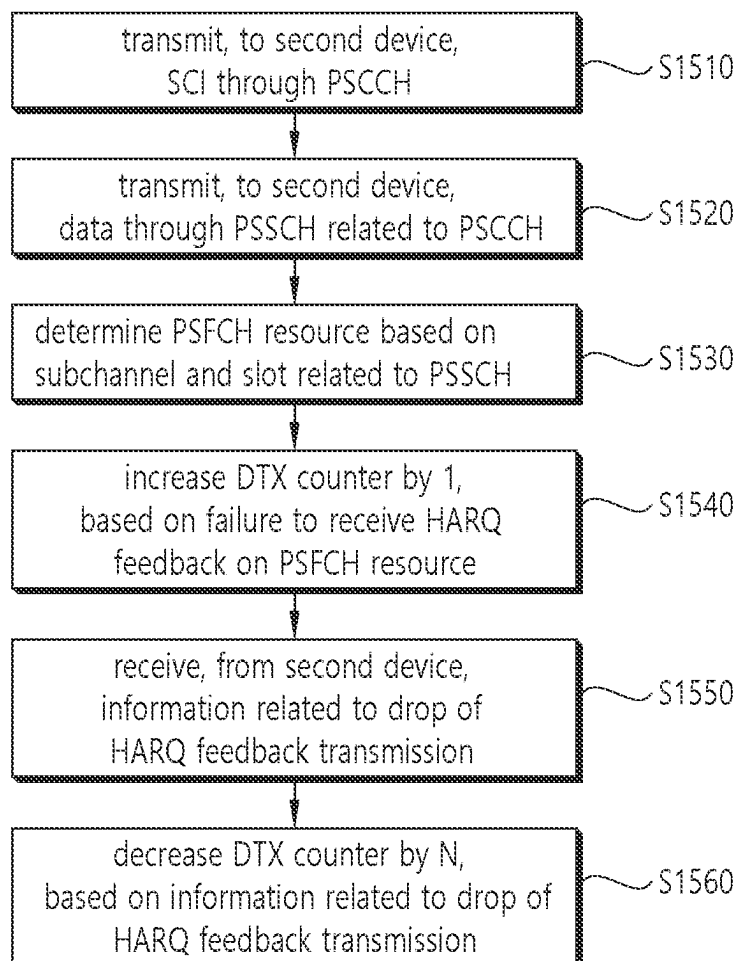 transmit, to second device,
SCI through PSCCH
S1510
transmit, to second device,
data through PSSCH related to PSCCH
S1520
determine PSFCH resource based on
subchannel and slot related to PSSCH
S1530
increase DTX counter by 1,
based on failure to receive HARQ
feedback on PSFCH resource
S1540
receive, from second device,
information related to drop of
HARQ feedback transmission
S1550
decrease DTX counter by N,
based on information related to drop of
HARQ feedback transmission
S1560